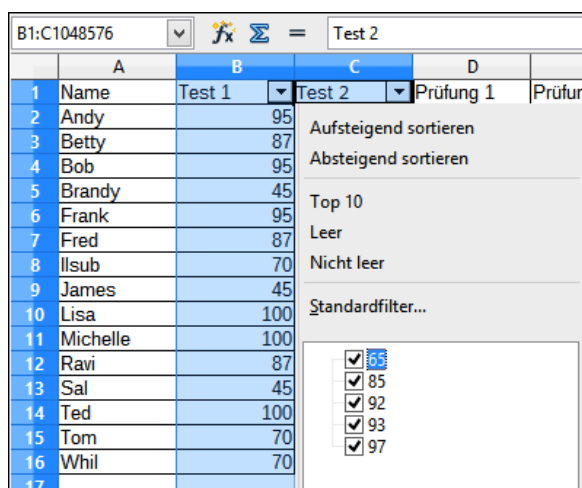 B1:C1048576 fx Σ = Test 2
A B C D
1 Name Test 1 Test 2 Prüfung 1 Prüfur
2 Andy 95
3 Betty 87
4 Bob 95
5 Brandy 45
6 Frank 95
7 Fred 87
8 Ilsub 70
9 James 45
10 Lisa 100
11 Michelle 100
12 Ravi 87
13 Sal 45
14 Ted 100
15 Tom 70
16 Whil 70
17
Aufsteigend sortieren
Absteigend sortieren
Top 10
Leer
Nicht leer
Standardfilter...
65
85
92
93
97